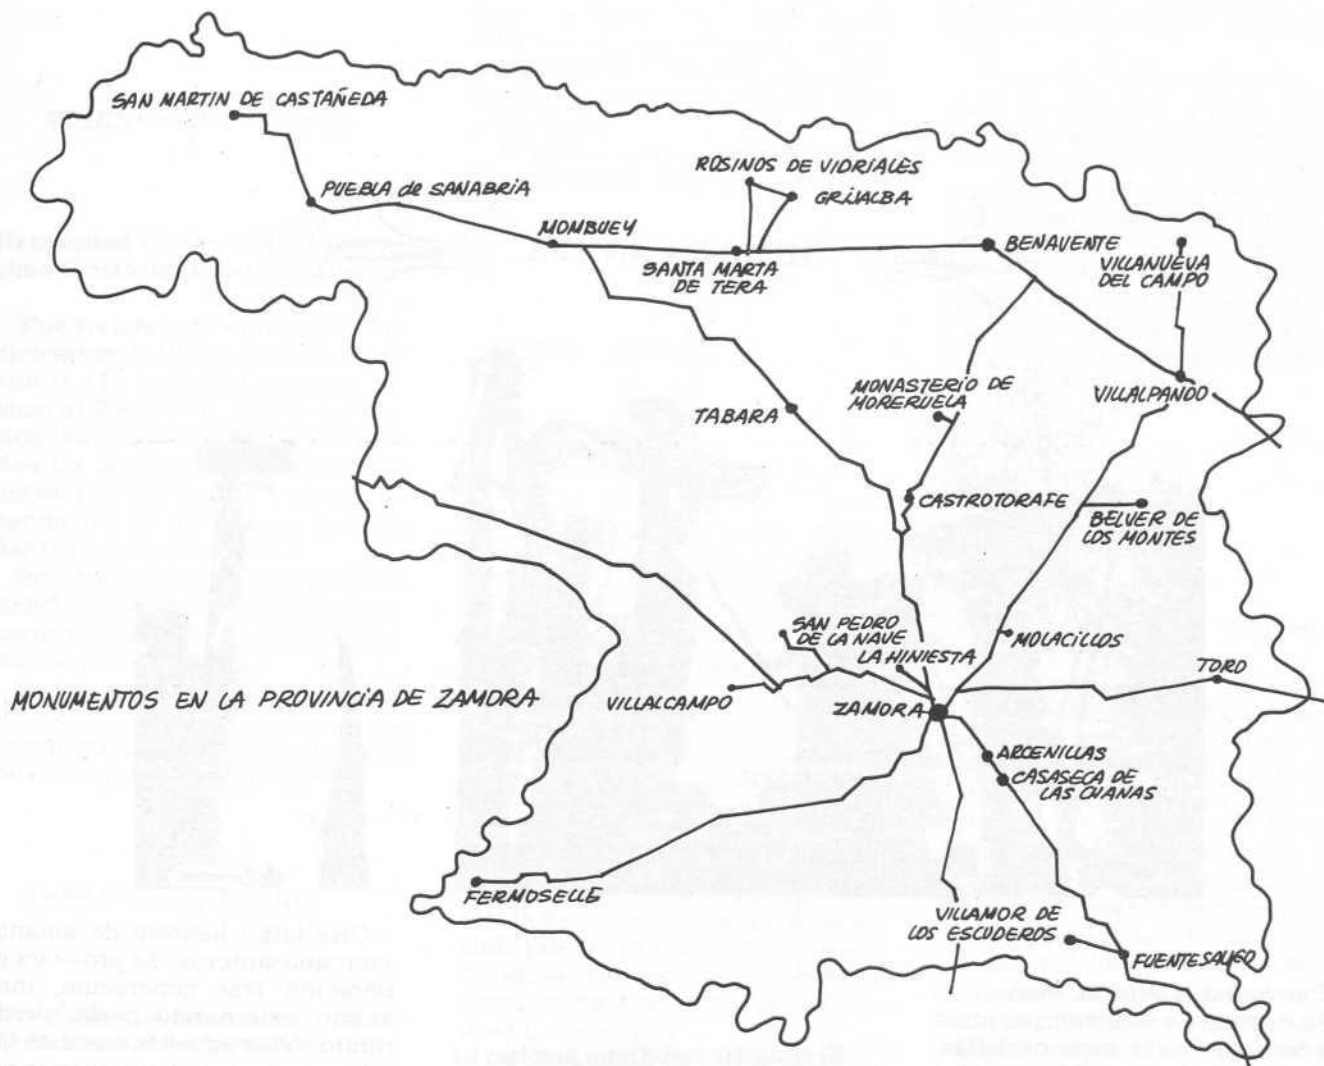 SAN MARTIN DE CASTAÑEDA
PUEBLA de SANABRIA
MOMBUEY
ROSINOS DE VIDRIALES
GRIJALBA
SANTA MARTA
DE TERA
BENAVENTE
VILLANUEVA
DEL CAMPO
MONASTERIO DE
MORERUELA
VILLALPANDO
TABARA
CASTROTORAFE
BELVER DE
LOS MONTES
SAN PEDRO
DE LA NAVE
LA HINIESTA
MOLACILLOS
TORO
MONUMENTOS EN LA PROVINCIA DE ZAMORA
VILLALCAMPO
ZAMORA
ARCENILLAS
CASASECA DE
LAS CHANAS
FERMOSELLE
VILLAMOR DE
LOS ESCUDEROS
FUENTESAUCO